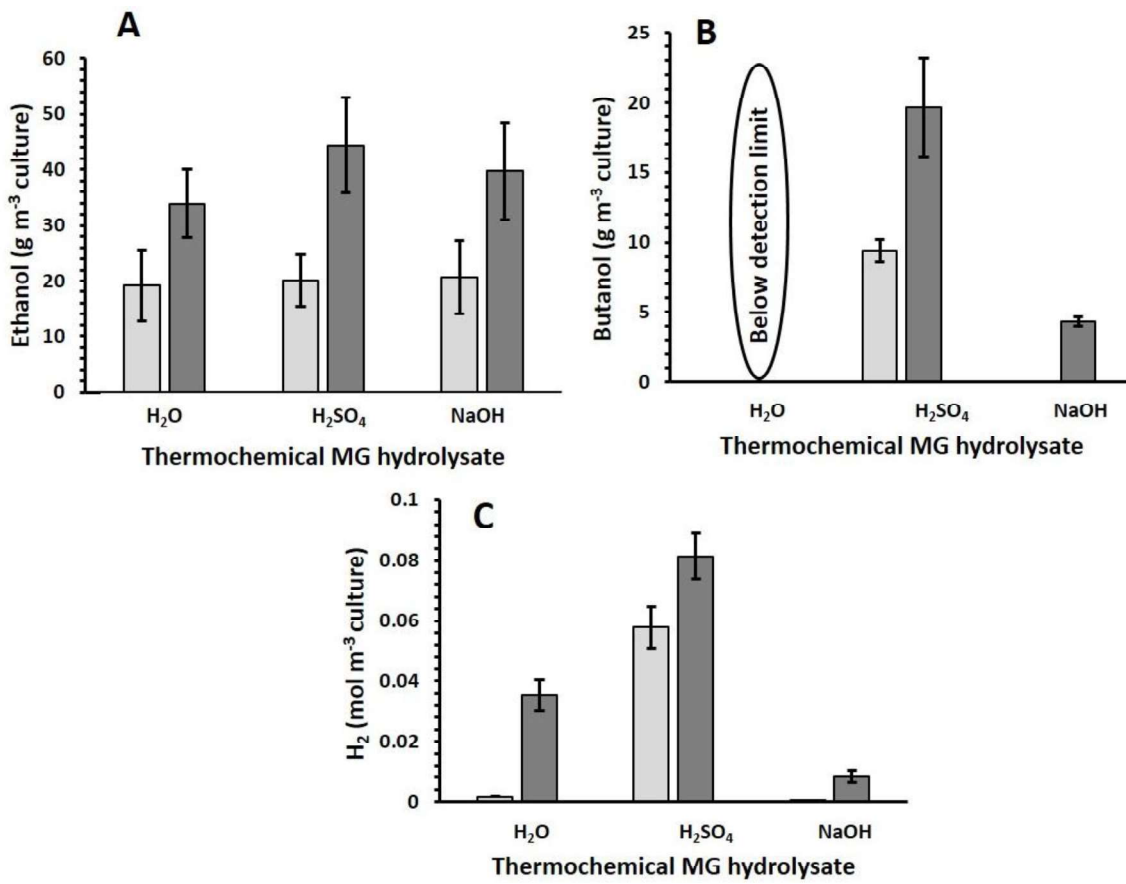 A
Ethanol (g m⁻³ culture)
60
50
40
30
20
10
0
H₂O H₂SO₄ NaOH
Thermochemical MG hydrolysate
B
Butanol (g m⁻³ culture)
25
20
15
10
5
0
Below detection limit
H₂O H₂SO₄ NaOH
Thermochemical MG hydrolysate
C
H₂ (mol m⁻³ culture)
0.1
0.08
0.06
0.04
0.02
0
H₂O H₂SO₄ NaOH
Thermochemical MG hydrolysate